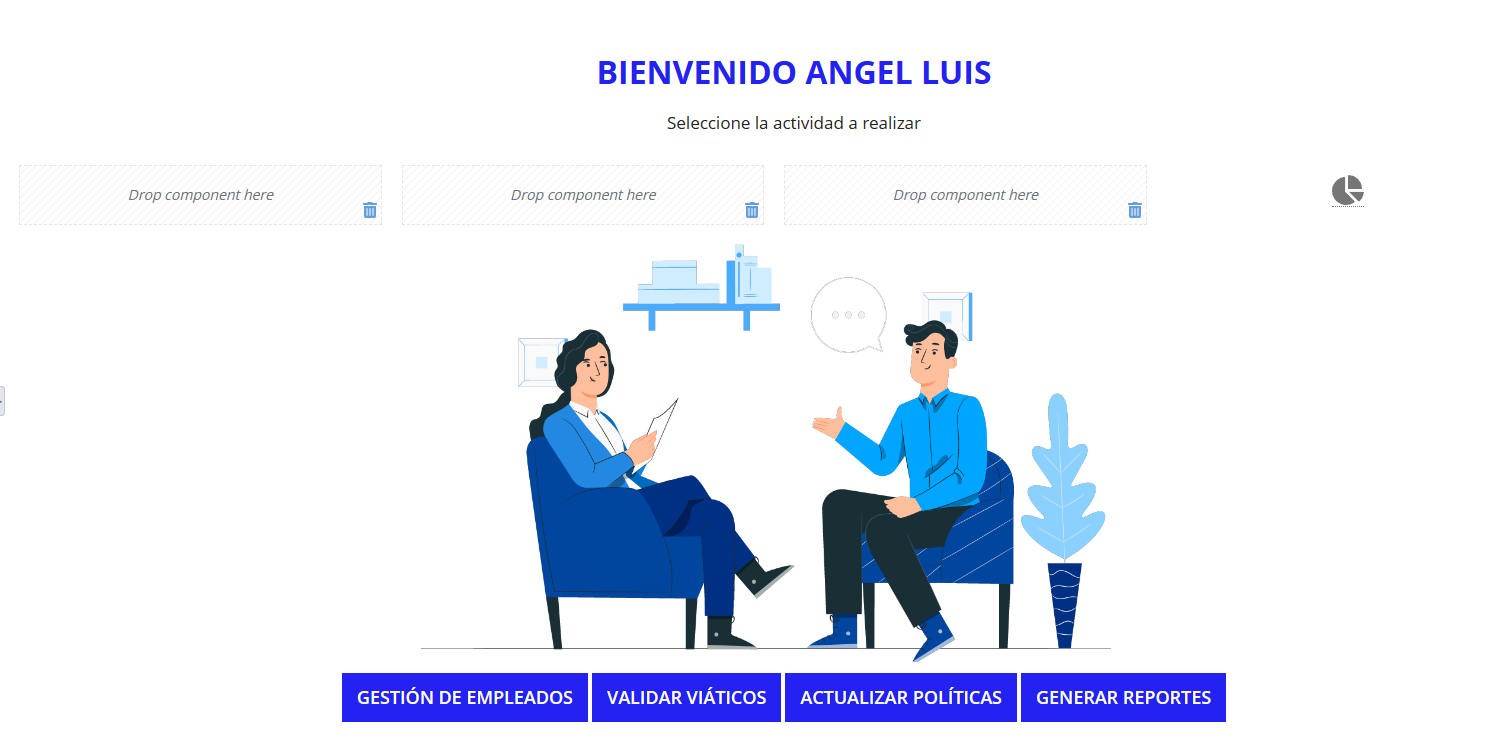 BIENVENIDO ANGEL LUIS
Seleccione la actividad a realizar
Drop component here Drop component here Drop component here
GESTIÓN DE EMPLEADOS VALIDAR VIÁTICOS ACTUALIZAR POLÍTICAS GENERAR REPORTES